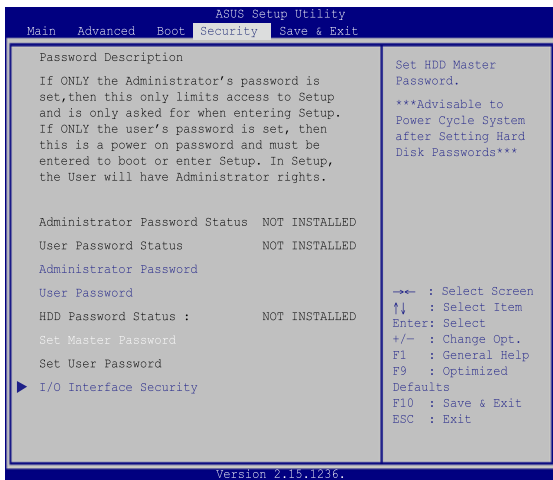 ASUS Setup Utility
Main Advanced Boot Security Save & Exit
Password Description
If ONLY the Administrator's password is
set,then this only limits access to Setup
and is only asked for when entering Setup.
If ONLY the user's password is set, then
this is a power on password and must be
entered to boot or enter Setup. In Setup,
the User will have Administrator rights.
Administrator Password Status NOT INSTALLED
User Password Status NOT INSTALLED
Administrator Password
User Password
HDD Password Status : NOT INSTALLED
Set Master Password
Set User Password
I/O Interface Security
Set HDD Master
Password.
***Advisable to
Power Cycle System
after Setting Hard
Disk Passwords***
→← : Select Screen
↑↓ : Select Item
Enter: Select
+/— : Change Opt.
F1 : General Help
F9 : Optimized
Defaults
F10 : Save & Exit
ESC : Exit
Version 2.15.1236.